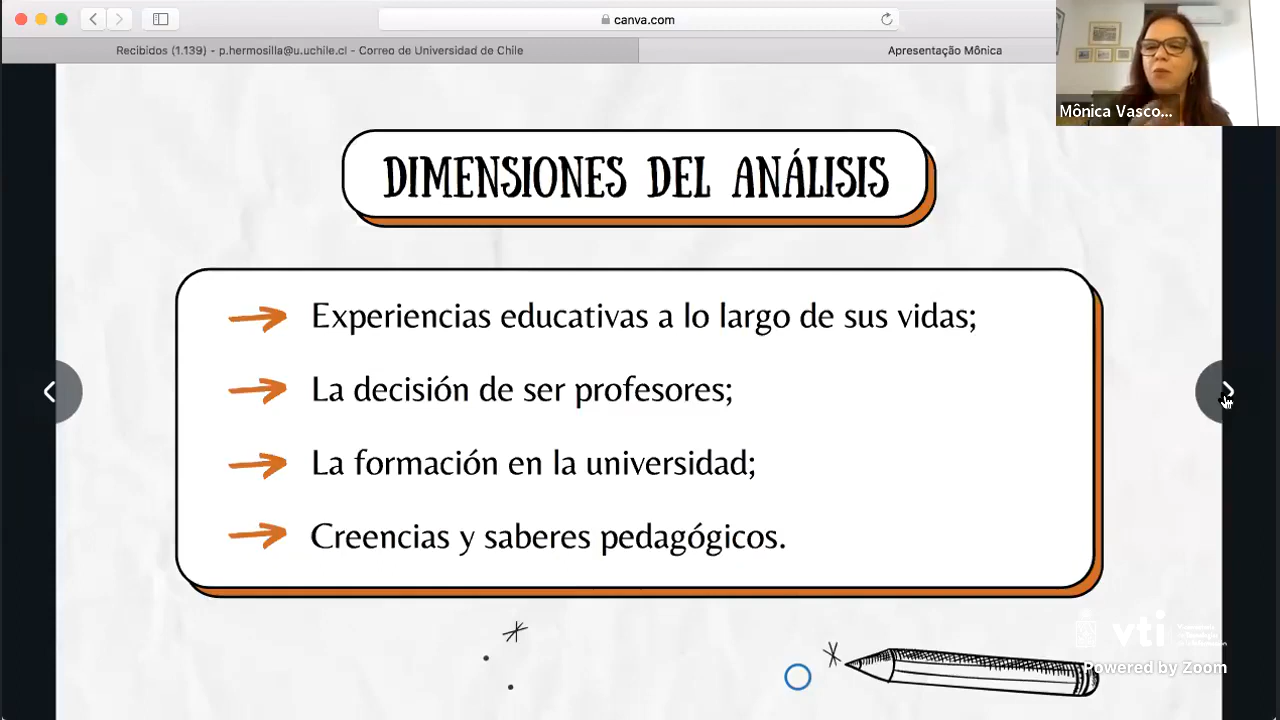 canva.com
Recibidos (1.139) - p.hermosilla@u.uchile.cl - Correo de Universidad de Chile
Apresentação Mônica
Mônica Vasco...
DIMENSIONES DEL ANÁLISIS
Experiencias educativas a lo largo de sus vidas;
La decisión de ser profesores;
La formación en la universidad;
Creencias y saberes pedagógicos.
vti
Powered by Zoom